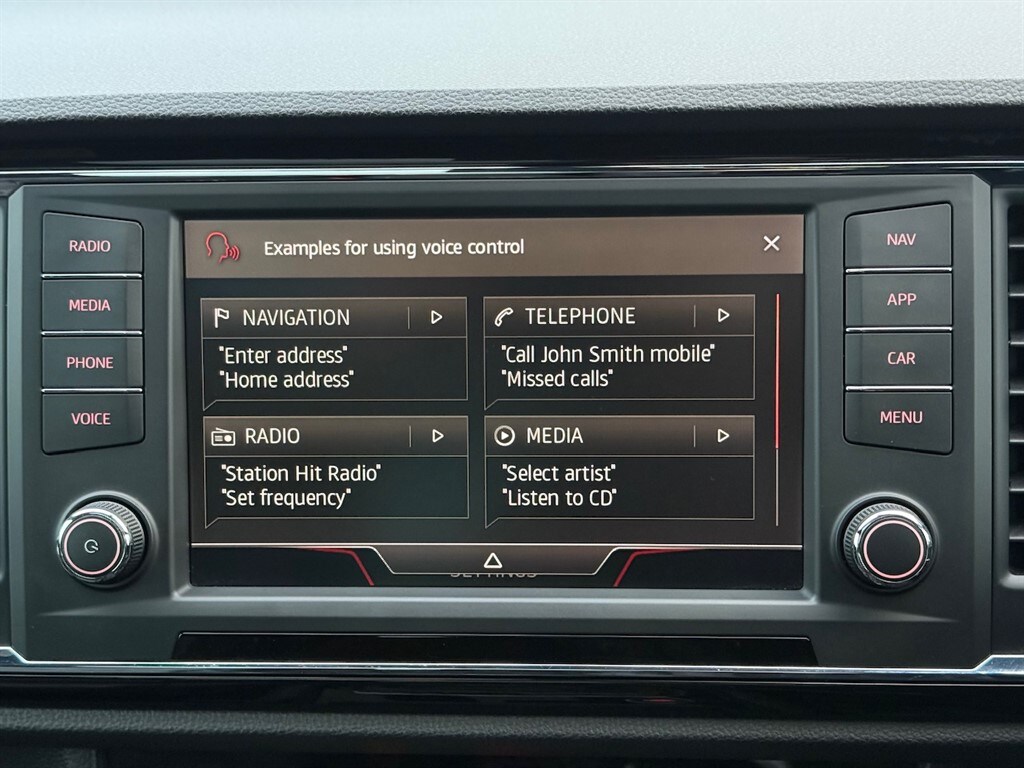 RADIO
MEDIA
PHONE
VOICE
Examples for using voice control
NAVIGATION
"Enter address"
"Home address"
TELEPHONE
"Call John Smith mobile"
"Missed calls"
RADIO
"Station Hit Radio"
"Set frequency"
MEDIA
"Select artist"
"Listen to CD"
NAV
APP
CAR
MENU